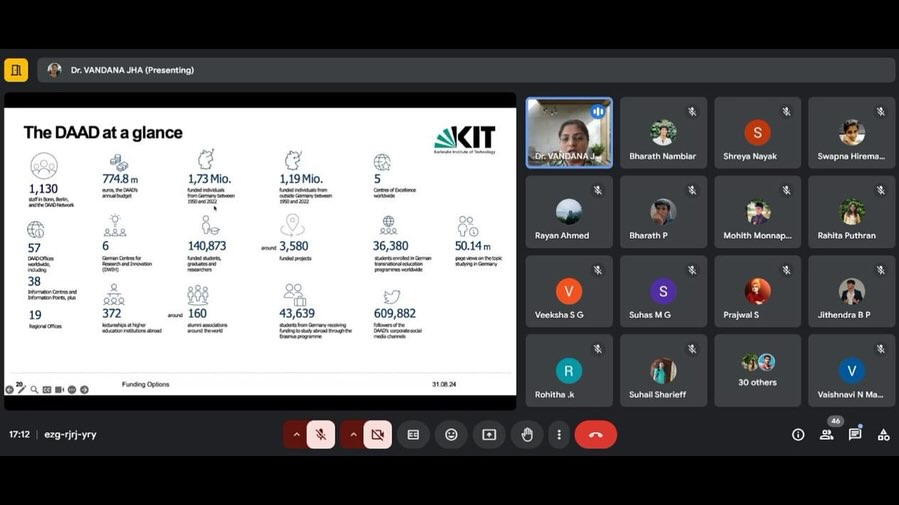 Dr. VANDANA JHA (Presenting)
The DAAD at a glance
KIT
Karlsruhe Institute of Technology
1,130
staff in Bonn, Berlin,
and the DAAD Network
774.8 m
euros, the DAAD's
annual budget
1,73 Mio.
funded individuals
from Germany between
1950 and 2022
1,19 Mio.
funded individuals from
outside Germany between
1950 and 2022
5
Centres of Excellence
worldwide
57
DAAD Offices
worldwide,
including
38
Information Centres and
Information Points, plus
19
Regional Offices
6
German Centres for
Research and Innovation
(DWIH)
140,873
funded students,
graduates and
researchers
around 3,580
funded projects
36,380
students enrolled in German
transnational education
programmes worldwide
50.14 m
page views on the topic
studying in Germany
372
lectureships at higher
education institutions abroad
around 160
alumni associations
around the world
43,639
students from Germany receiving
funding to study abroad through the
Erasmus programme
609,882
followers of the
DAAD's corporate social
media channels
20
Funding Options
31.08.24
Dr. VANDANA J...
Bharath Nambiar
S
Shreya Nayak
Swapna Hirema...
Rayan Ahmed
Bharath P
Mohith Monnap...
Rahita Puthran
V
Veeksha S G
S
Suhas M G
Prajwal S
Jithendra B P
R
Rohitha .k
Suhail Sharieff
30 others
V
Vaishnavi N Ma...
17:12 | ezg-rjrj-yry
46